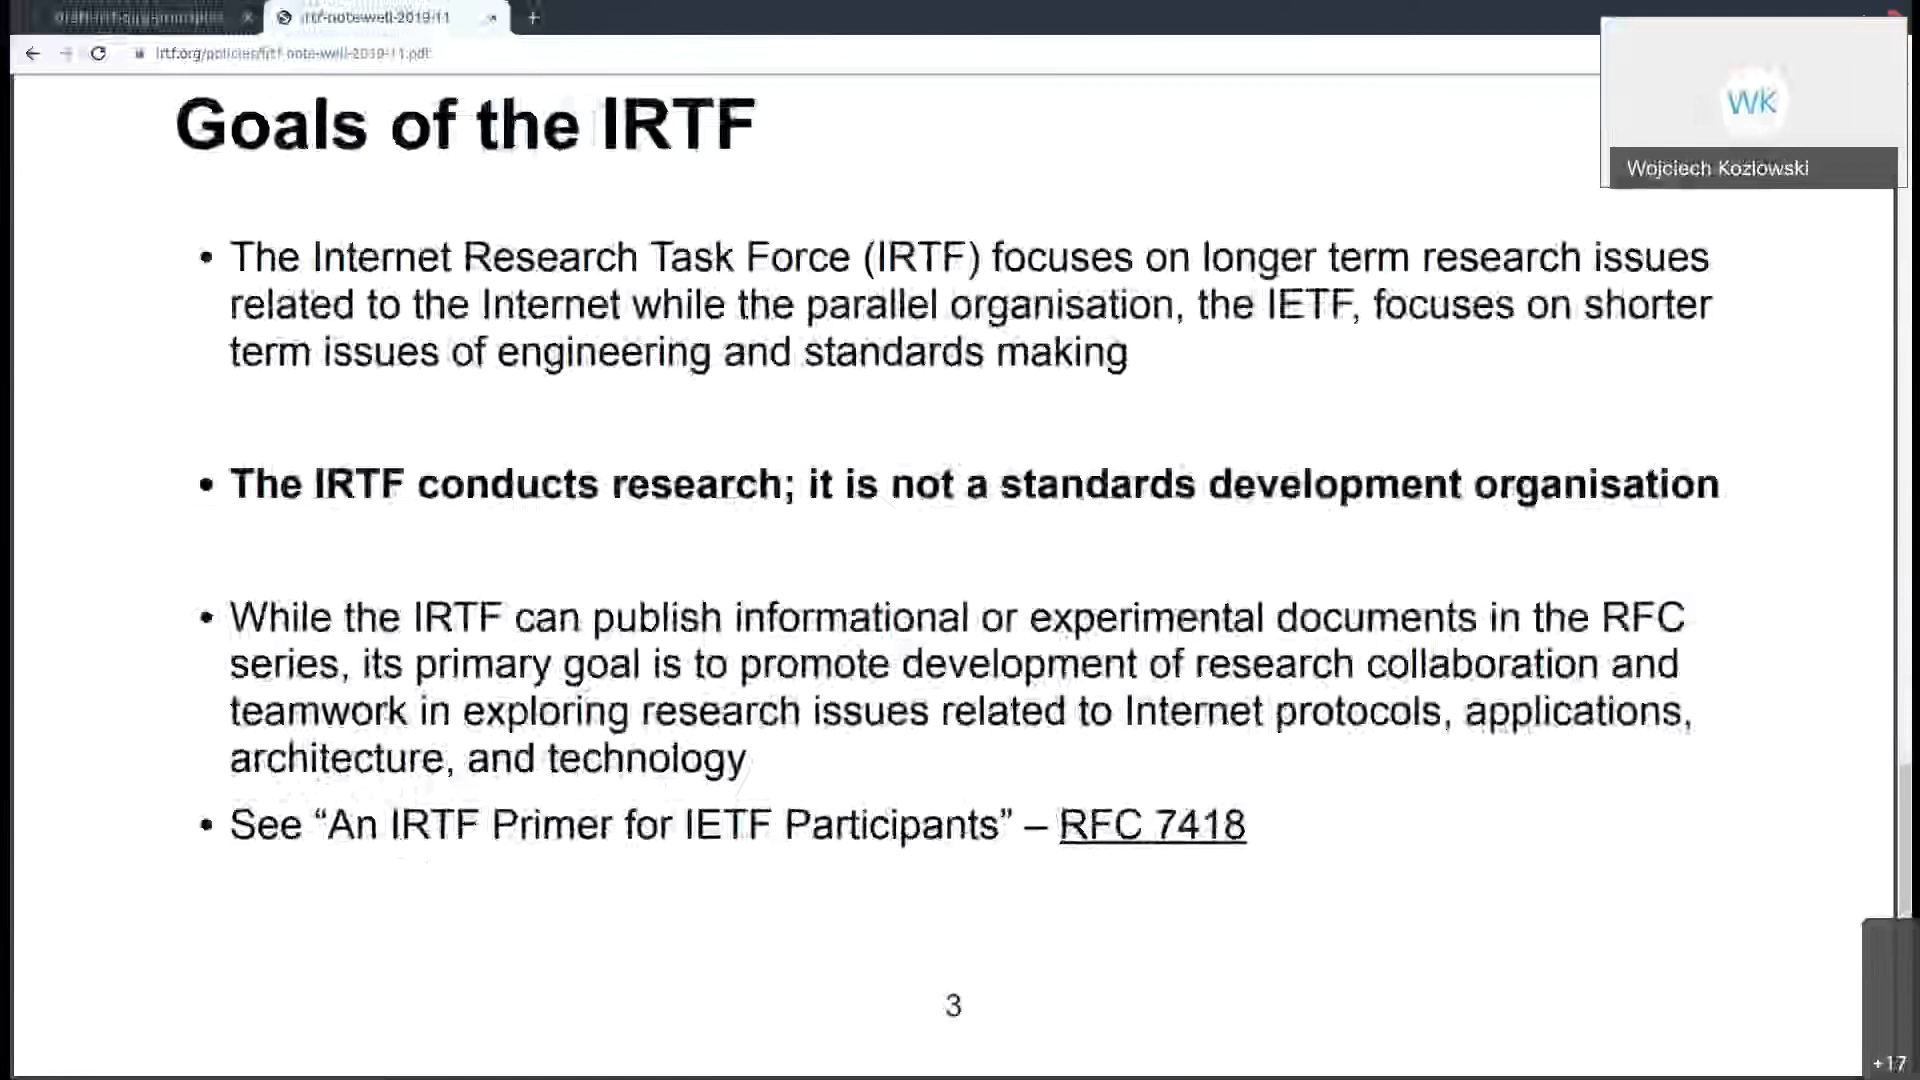 irtf-notewell-2019-11
irtf.org/policies/irtf-note-well-2019-11.pdf
WK
Wojciech Kozlowski
Goals of the IRTF
• The Internet Research Task Force (IRTF) focuses on longer term research issues
related to the Internet while the parallel organisation, the IETF, focuses on shorter
term issues of engineering and standards making
• The IRTF conducts research; it is not a standards development organisation
• While the IRTF can publish informational or experimental documents in the RFC
series, its primary goal is to promote development of research collaboration and
teamwork in exploring research issues related to Internet protocols, applications,
architecture, and technology
• See “An IRTF Primer for IETF Participants” – RFC 7418
3
+17